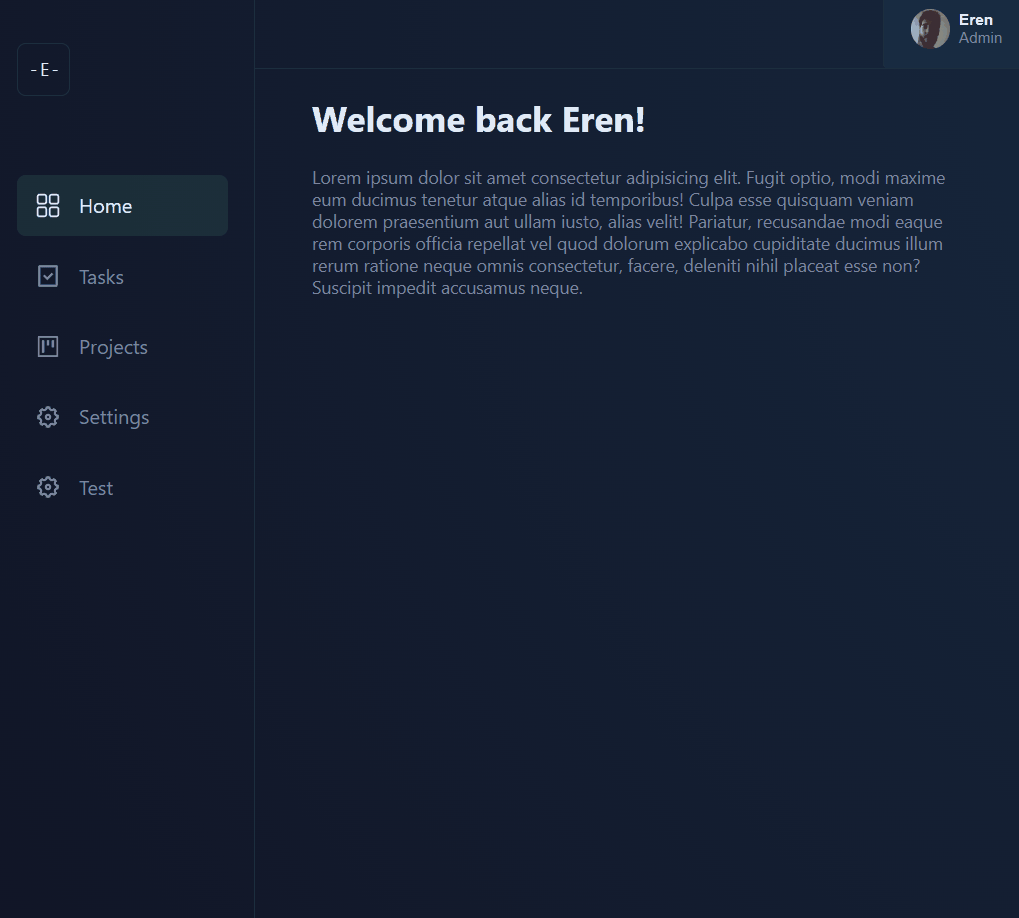 -E-
Eren
Admin
Home
Tasks
Projects
Settings
Test
Welcome back Eren!
Lorem ipsum dolor sit amet consectetur adipisicing elit. Fugit optio, modi maxime
eum ducimus tenetur atque alias id temporibus! Culpa esse quisquam veniam
dolorem praesentium aut ullam iusto, alias velit! Pariatur, recusandae modi eaque
rem corporis officia repellat vel quod dolorum explicabo cupiditate ducimus illum
rerum ratione neque omnis consectetur, facere, deleniti nihil placeat esse non?
Suscipit impedit accusamus neque.